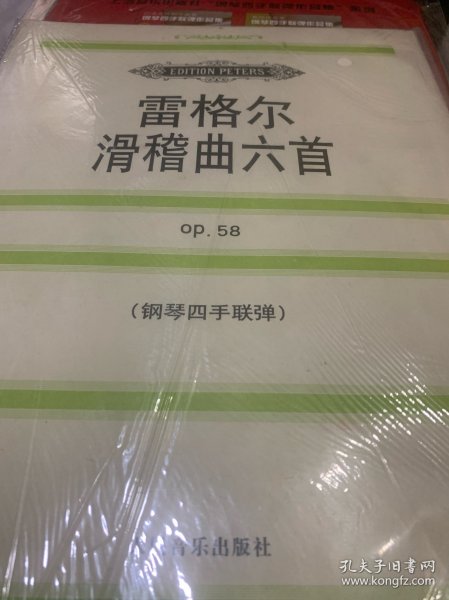 EDITION PETERS
雷格尔
滑稽曲六首
op. 58
(钢琴四手联弹)
音乐出版社
孔夫子旧书网
www.kongfz.com